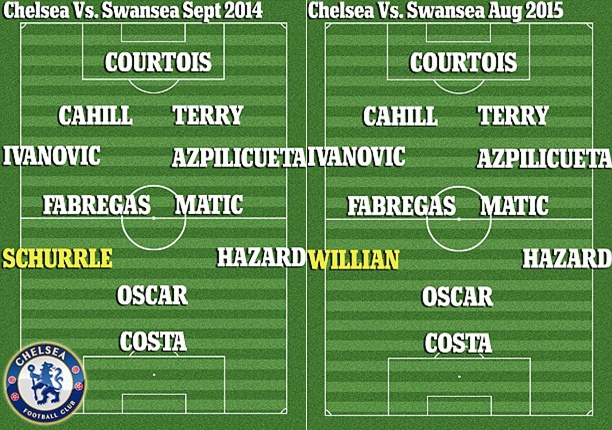 Chelsea Vs. Swansea Sept 2014
COURTOIS
CAHILL TERRY
IVANOVIC AZPILICUETA
FABREGAS MATIC
SCHURRLE HAZARD
OSCAR
COSTA
CHELSEA
FOOTBALL CLUB
Chelsea Vs. Swansea Aug 2015
COURTOIS
CAHILL TERRY
IVANOVIC AZPILICUETA
FABREGAS MATIC
WILLIAN HAZARD
OSCAR
COSTA